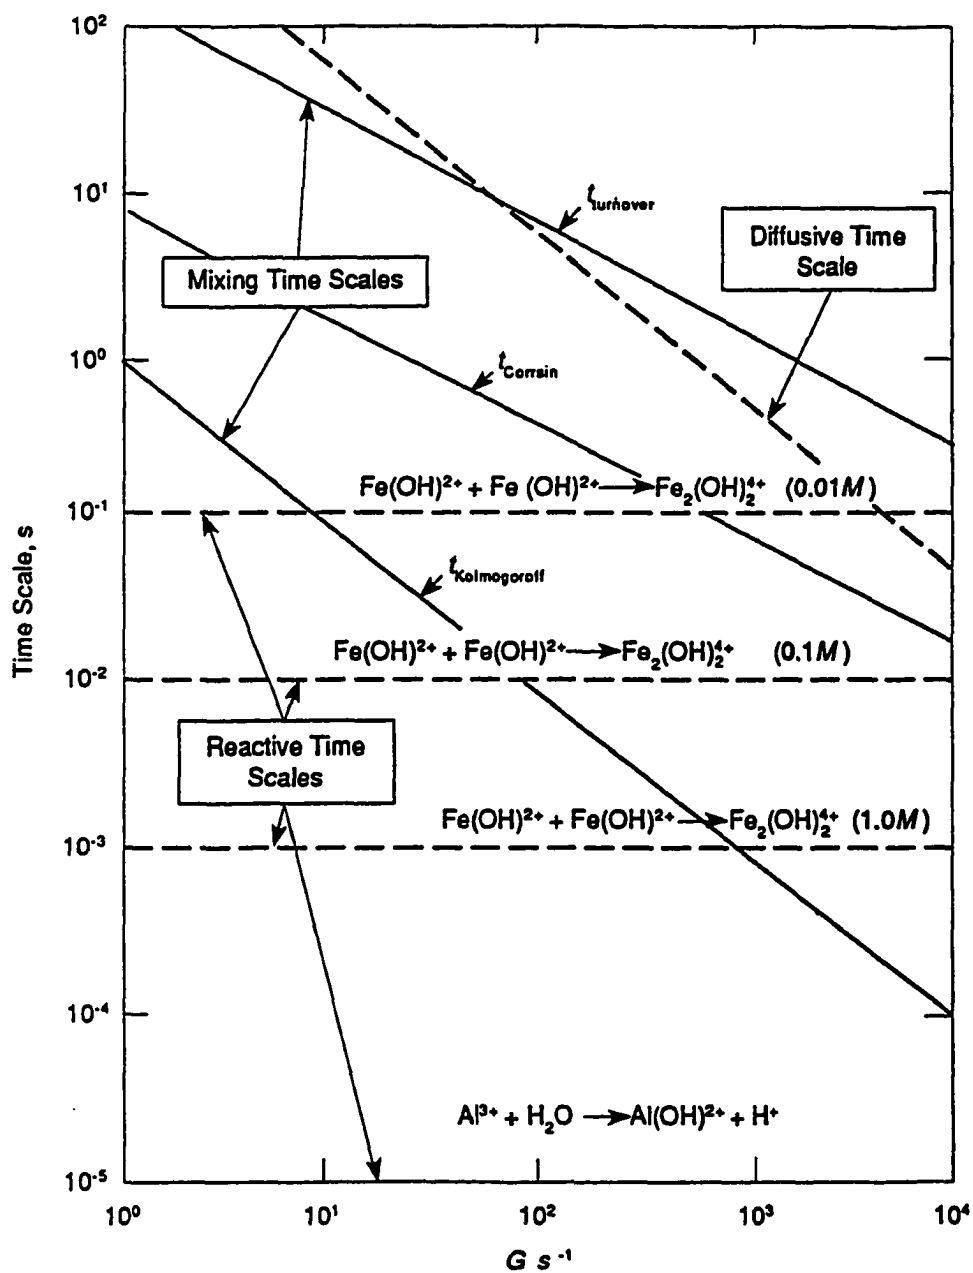 10²
10¹
10⁰
10⁻¹
10⁻²
10⁻³
10⁻⁴
10⁻⁵
Time Scale, s
t_turnover
Diffusive Time
Scale
Mixing Time Scales
t_Corrsin
Fe(OH)²⁺ + Fe (OH)²⁺ → Fe₂(OH)₂⁴⁺ (0.01M)
t_Kolmogoroff
Fe(OH)²⁺ + Fe(OH)²⁺ → Fe₂(OH)₂⁴⁺ (0.1M)
Reactive Time
Scales
Fe(OH)²⁺ + Fe(OH)²⁺ → Fe₂(OH)₂⁴⁺ (1.0M)
Al³⁺ + H₂O → Al(OH)²⁺ + H⁺
10⁰ 10¹ 10² 10³ 10⁴
G s⁻¹